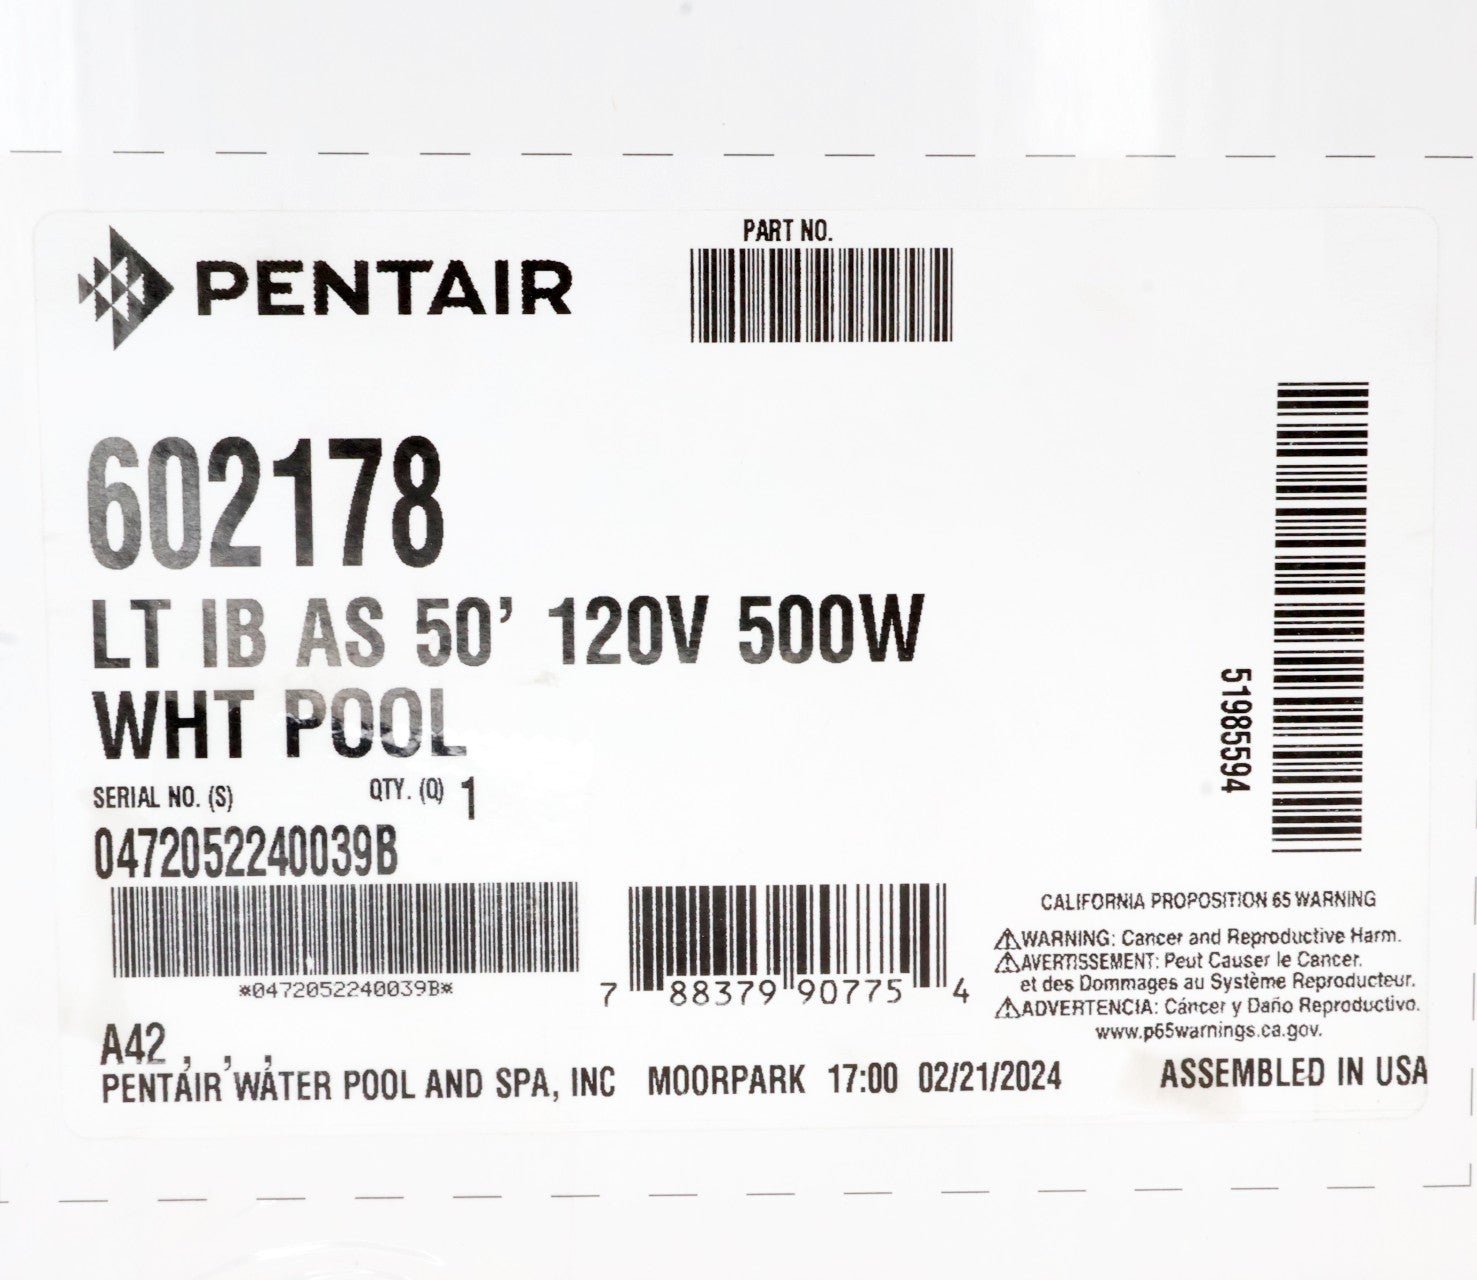 PENTAIR
PART NO.
602178
LT IB AS 50' 120V 500W
WHT POOL
SERIAL NO. (S) QTY. (Q) 1
0472052240039B
*0472052240039B*
7 88379 90775 4
51985594
CALIFORNIA PROPOSITION 65 WARNING
⚠WARNING: Cancer and Reproductive Harm.
⚠AVERTISSEMENT: Peut Causer le Cancer.
et des Dommages au Système Reproducteur.
⚠ADVERTENCIA: Cáncer y Daño Reproductivo.
www.p65warnings.ca.gov.
A42 , , ,
PENTAIR WATER POOL AND SPA, INC MOORPARK 17:00 02/21/2024 ASSEMBLED IN USA